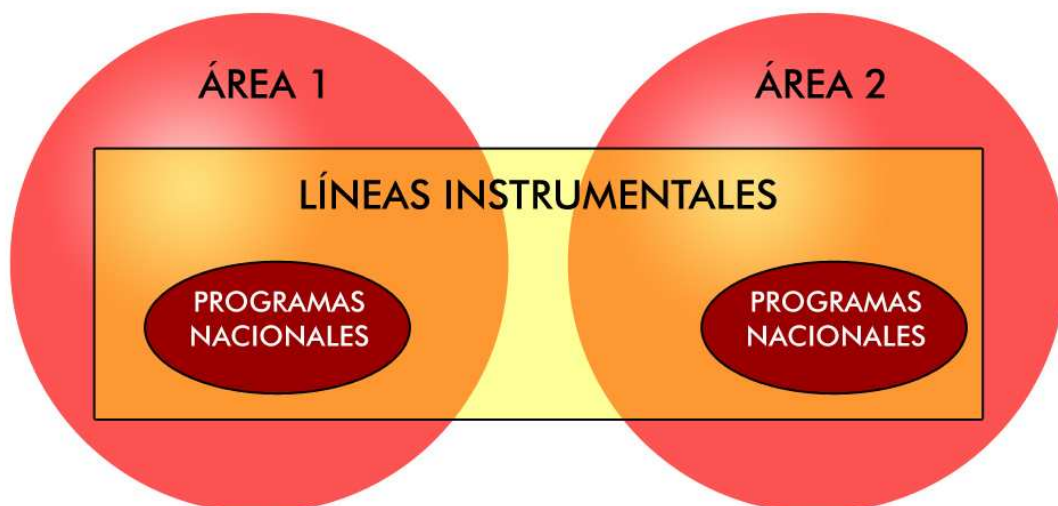 ÁREA 1
ÁREA 2
LÍNEAS INSTRUMENTALES
PROGRAMAS
NACIONALES
PROGRAMAS
NACIONALES